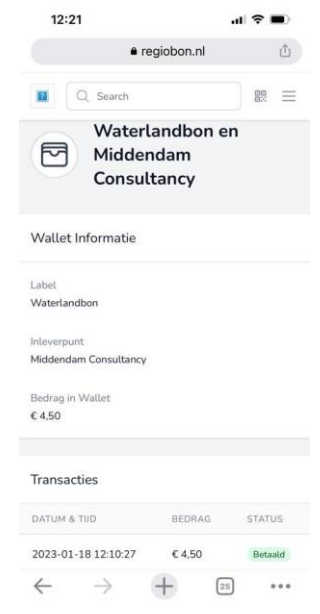 12:21
regiobon.nl
Search
Waterlandbon en
Middendam
Consultancy
Wallet Informatie
Label
Waterlandbon
Inleverpunt
Middendam Consultancy
Bedrag in Wallet
€ 4,50
Transacties
DATUM & TIJD BEDRAG STATUS
2023-01-18 12:10:27 € 4,50 Betaald
25